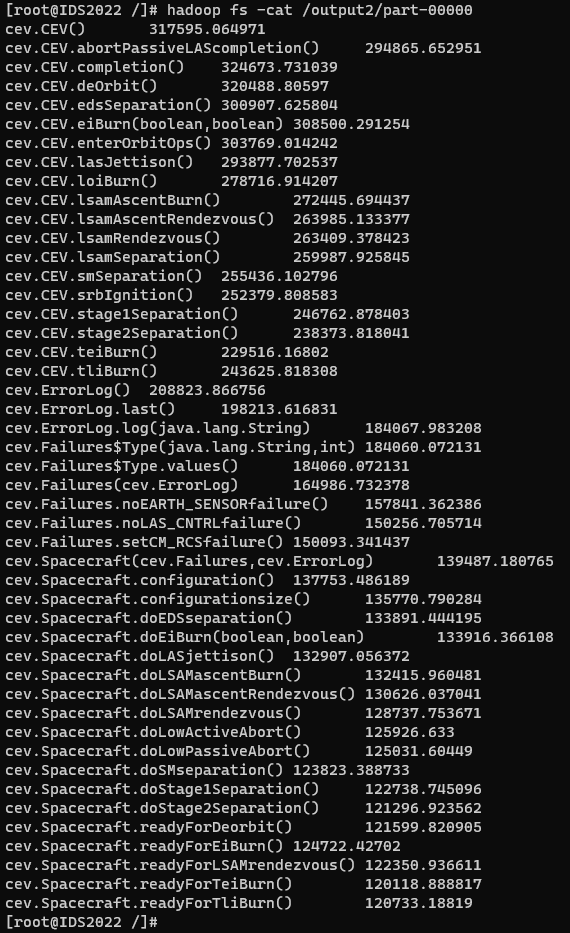 [root@IDS2022 /]# hadoop fs -cat /output2/part-00000
cev.CEV()	317595.064971
cev.CEV.abortPassiveLAScompletion()	294865.652951
cev.CEV.completion()	324673.731039
cev.CEV.deOrbit()	320488.80597
cev.CEV.edsSeparation()	300907.625804
cev.CEV.eiBurn(boolean,boolean)	308500.291254
cev.CEV.enterOrbitOps()	303769.014242
cev.CEV.lasJettison()	293877.702537
cev.CEV.loiBurn()	278716.914207
cev.CEV.lsamAscentBurn()	272445.694437
cev.CEV.lsamAscentRendezvous()	263985.133377
cev.CEV.lsamRendezvous()	263409.378423
cev.CEV.lsamSeparation()	259987.925845
cev.CEV.smSeparation()	255436.102796
cev.CEV.srbIgnition()	252379.808583
cev.CEV.stage1Separation()	246762.878403
cev.CEV.stage2Separation()	238373.818041
cev.CEV.teiBurn()	229516.16802
cev.CEV.tliBurn()	243625.818308
cev.ErrorLog()	208823.866756
cev.ErrorLog.last()	198213.616831
cev.ErrorLog.log(java.lang.String)	184067.983208
cev.Failures$Type(java.lang.String,int)	184060.072131
cev.Failures$Type.values()	184060.072131
cev.Failures(cev.ErrorLog)	164986.732378
cev.Failures.noEARTH_SENSORfailure()	157841.362386
cev.Failures.noLAS_CNTRLfailure()	150256.705714
cev.Failures.setCM_RCSfailure()	150093.341437
cev.Spacecraft(cev.Failures,cev.ErrorLog)	139487.180765
cev.Spacecraft.configuration()	137753.486189
cev.Spacecraft.configurationsize()	135770.790284
cev.Spacecraft.doEDSseparation()	133891.444195
cev.Spacecraft.doEiBurn(boolean,boolean)	133916.366108
cev.Spacecraft.doLASjettison()	132907.056372
cev.Spacecraft.doLSAMascentBurn()	132415.960481
cev.Spacecraft.doLSAMascentRendezvous()	130626.037041
cev.Spacecraft.doLSAMrendezvous()	128737.753671
cev.Spacecraft.doLowActiveAbort()	125926.633
cev.Spacecraft.doLowPassiveAbort()	125031.60449
cev.Spacecraft.doSMseparation()	123823.388733
cev.Spacecraft.doStage1Separation()	122738.745096
cev.Spacecraft.doStage2Separation()	121296.923562
cev.Spacecraft.readyForDeorbit()	121599.820905
cev.Spacecraft.readyForEiBurn()	124722.42702
cev.Spacecraft.readyForLSAMrendezvous()	122350.936611
cev.Spacecraft.readyForTeiBurn()	120118.888817
cev.Spacecraft.readyForTliBurn()	120733.18819
[root@IDS2022 /]#